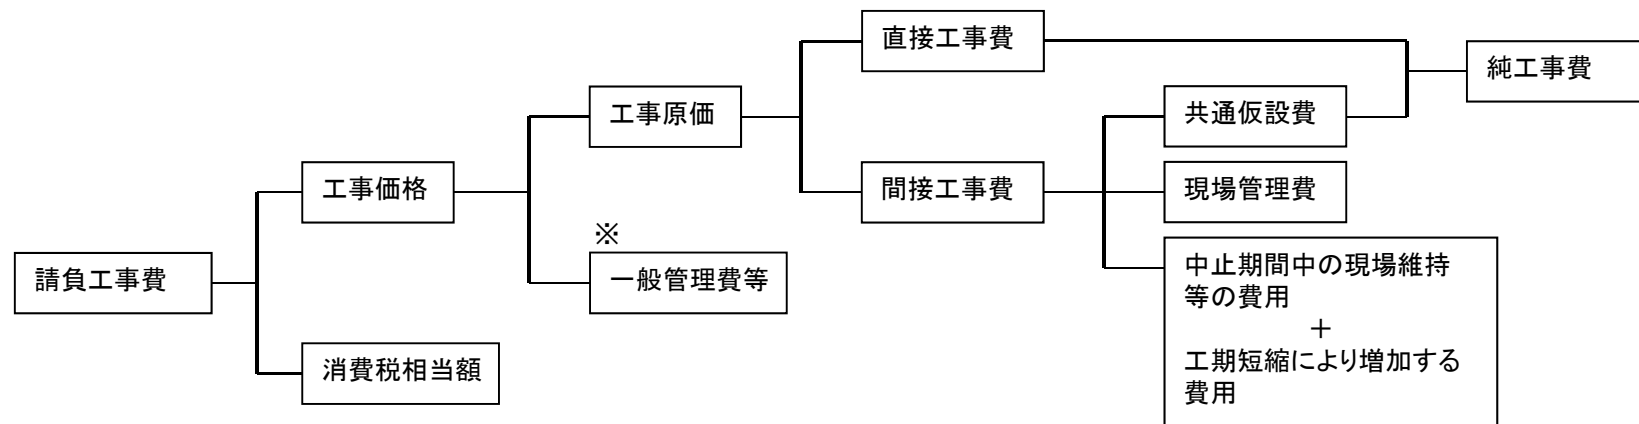 直接工事費
純工事費
工事原価
共通仮設費
工事価格
間接工事費
現場管理費
※
一般管理費等
請負工事費
中止期間中の現場維持
等の費用
+
工期短縮により増加する
費用
消費税相当額